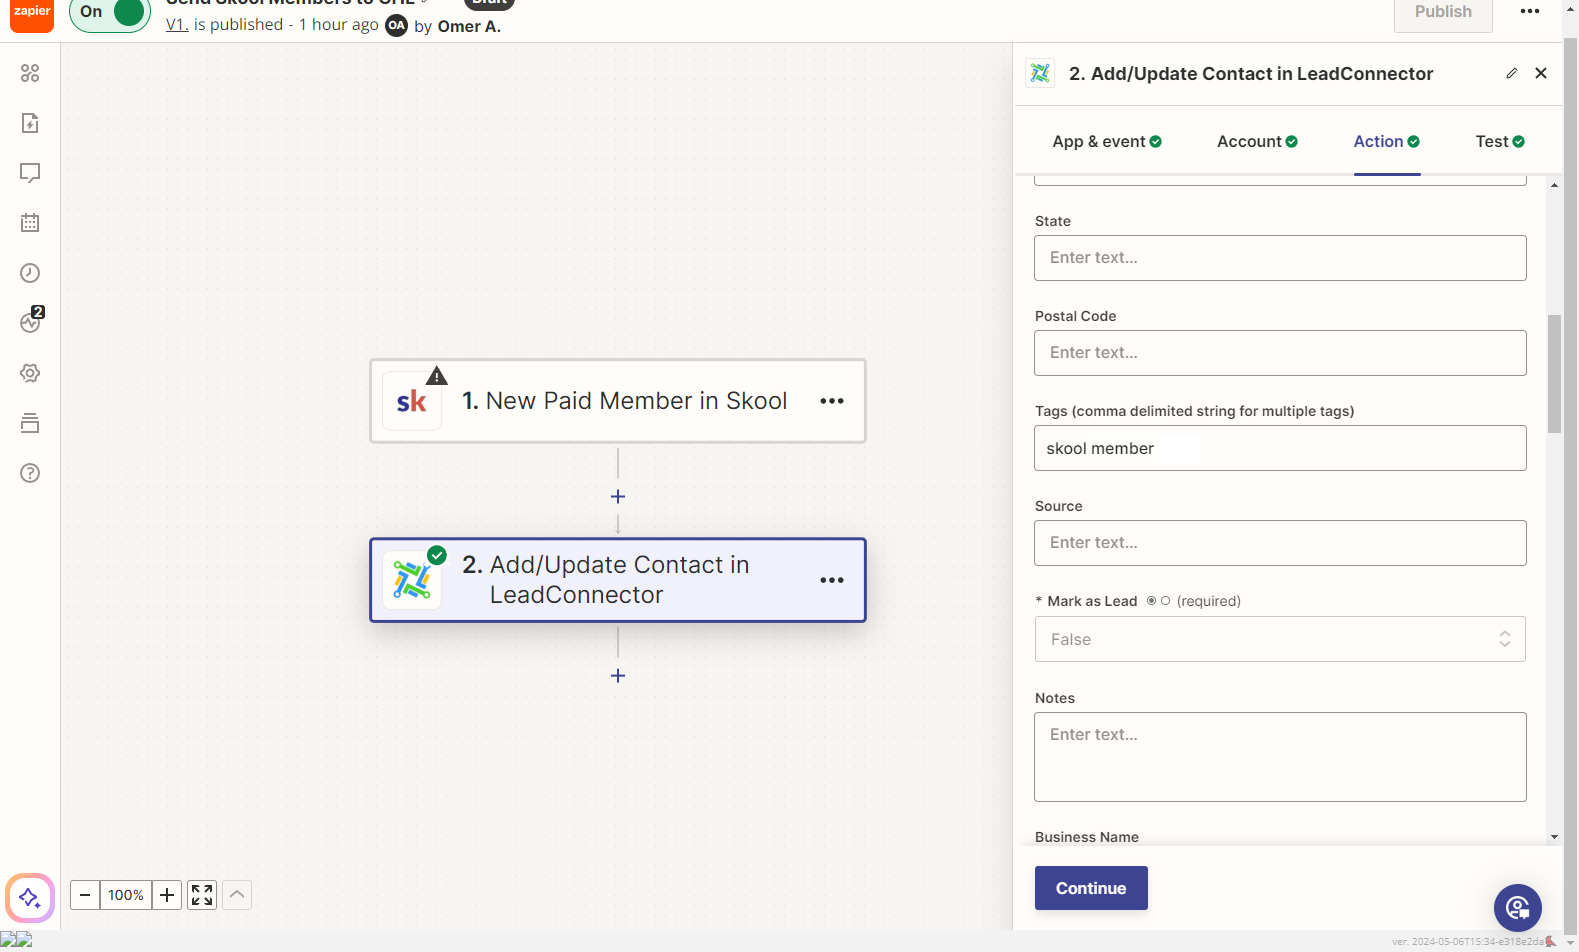 zapier
On
Send Skool Members to GHL
Draft
V1. is published - 1 hour ago OA by Omer A.
Publish
2
sk
1. New Paid Member in Skool
2. Add/Update Contact in
LeadConnector
100%
2. Add/Update Contact in LeadConnector
App & event
Account
Action
Test
State
Enter text...
Postal Code
Enter text...
Tags (comma delimited string for multiple tags)
skool member
Source
Enter text...
* Mark as Lead (required)
False
Notes
Enter text...
Business Name
Continue
ver. 2024-05-06T15:34-e318e2da